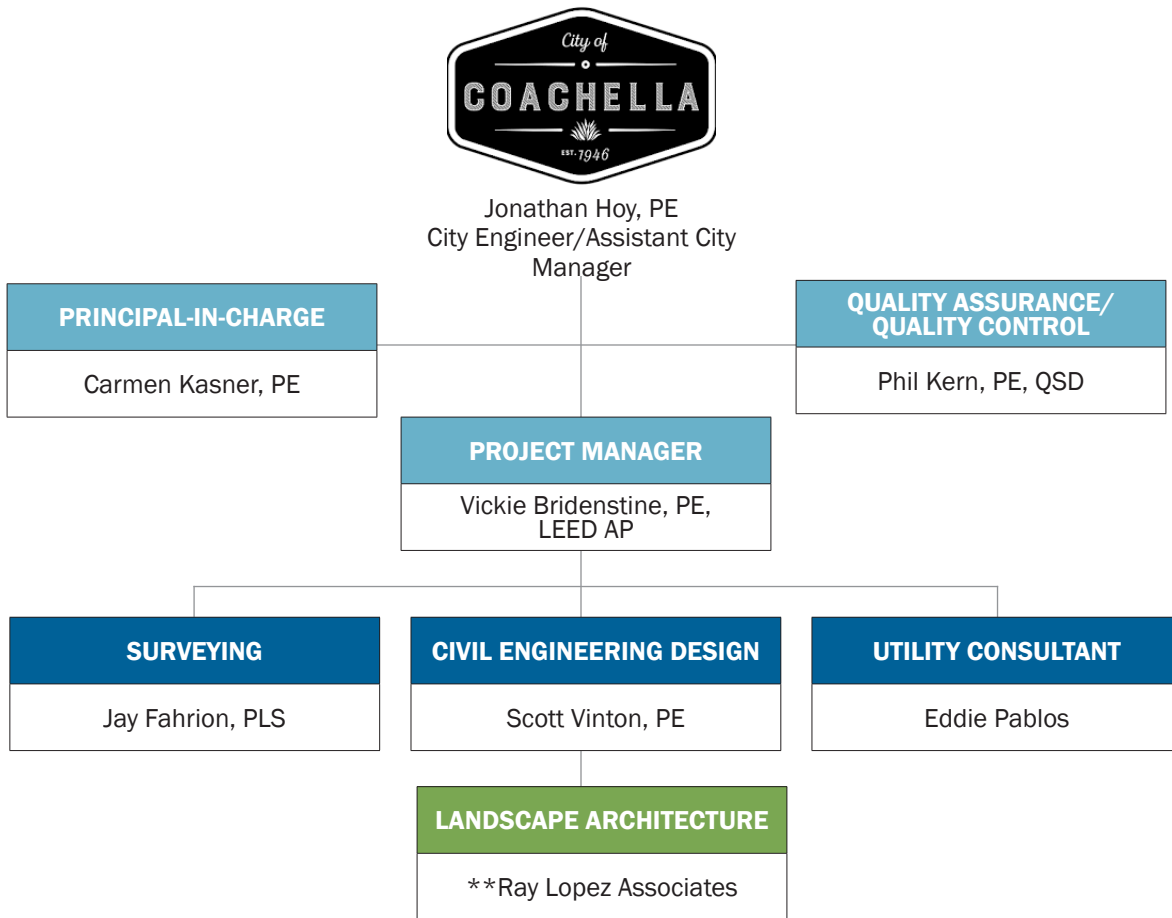 City of
COACHELLA
EST. 1946
Jonathan Hoy, PE
City Engineer/Assistant City
Manager
PRINCIPAL-IN-CHARGE
Carmen Kasner, PE
QUALITY ASSURANCE/
QUALITY CONTROL
Phil Kern, PE, QSD
PROJECT MANAGER
Vickie Bridenstine, PE,
LEED AP
SURVEYING
Jay Fahrion, PLS
CIVIL ENGINEERING DESIGN
Scott Vinton, PE
UTILITY CONSULTANT
Eddie Pablos
LANDSCAPE ARCHITECTURE
**Ray Lopez Associates